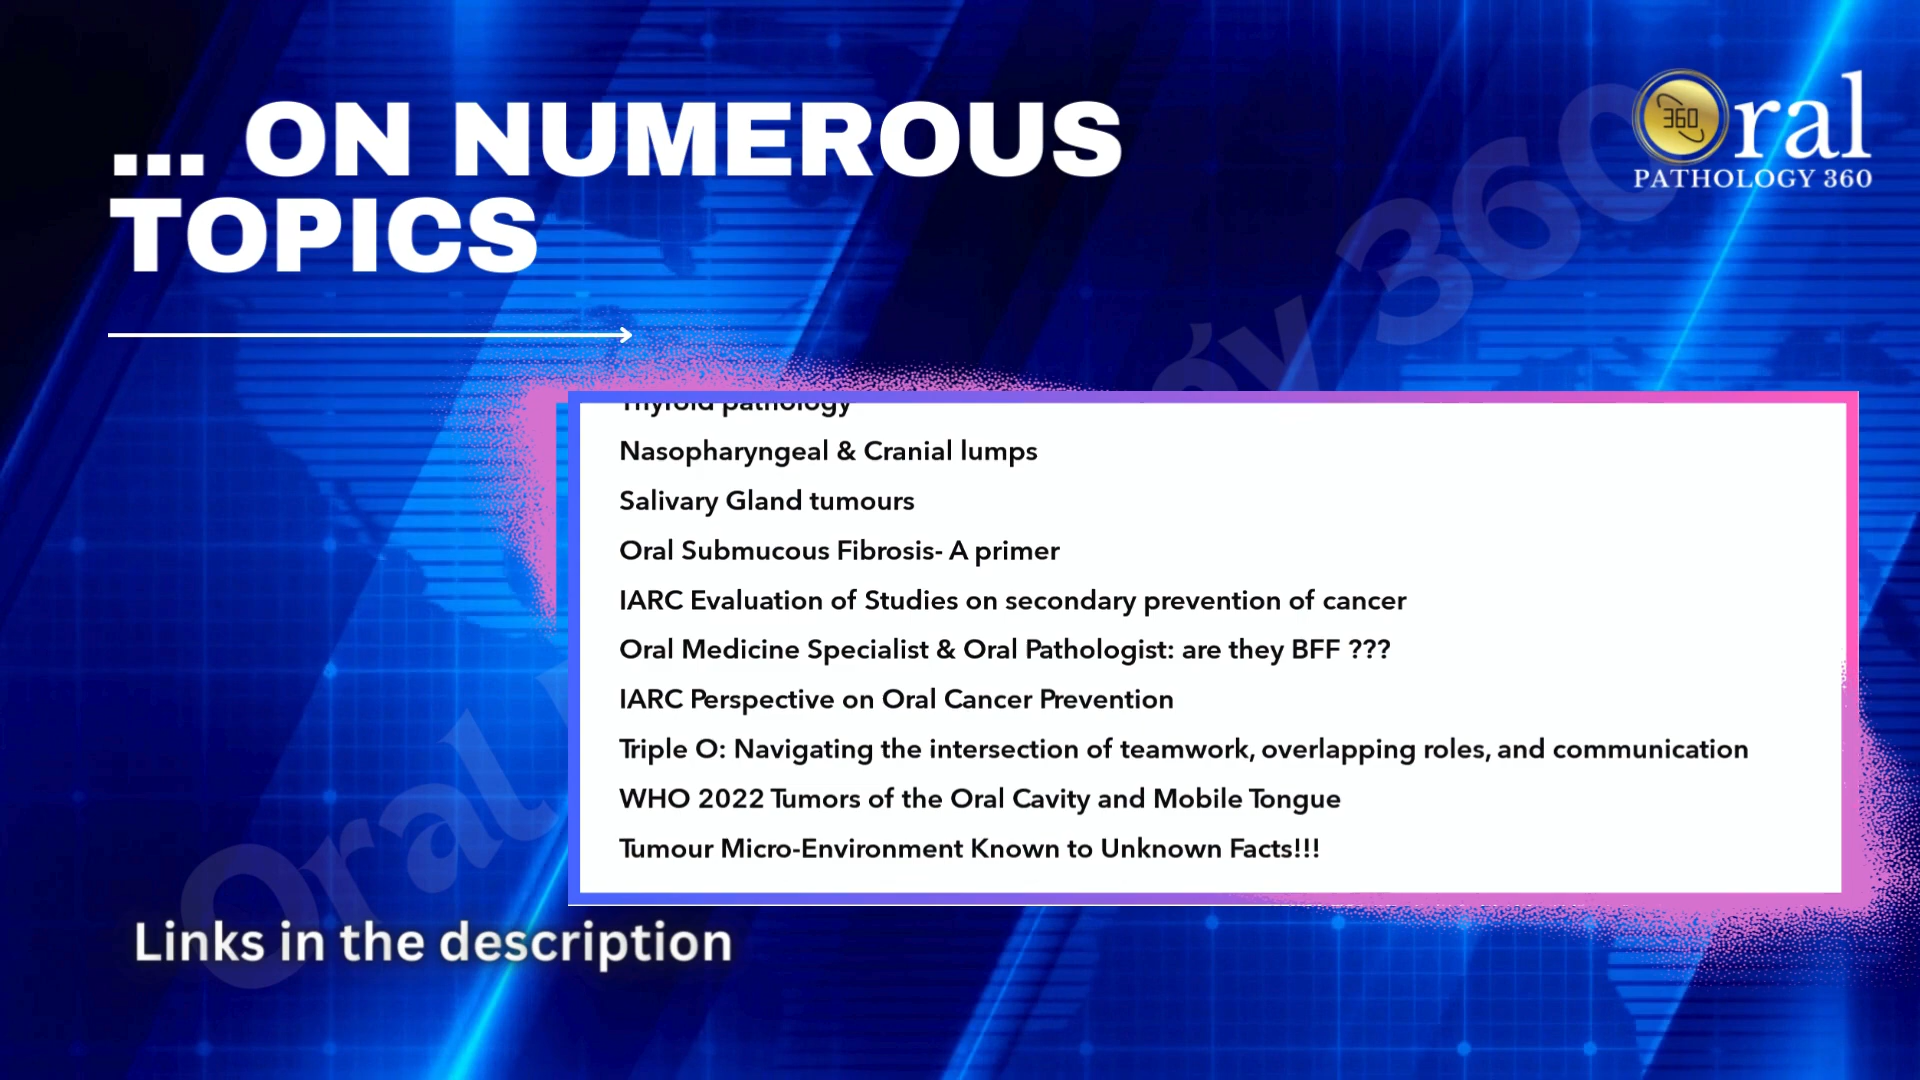 ... ON NUMEROUS
TOPICS
Oral
360
PATHOLOGY 360
Thyroid pathology
Nasopharyngeal & Cranial lumps
Salivary Gland tumours
Oral Submucous Fibrosis- A primer
IARC Evaluation of Studies on secondary prevention of cancer
Oral Medicine Specialist & Oral Pathologist: are they BFF ???
IARC Perspective on Oral Cancer Prevention
Triple O: Navigating the intersection of teamwork, overlapping roles, and communication
WHO 2022 Tumors of the Oral Cavity and Mobile Tongue
Tumour Micro-Environment Known to Unknown Facts!!!
Links in the description